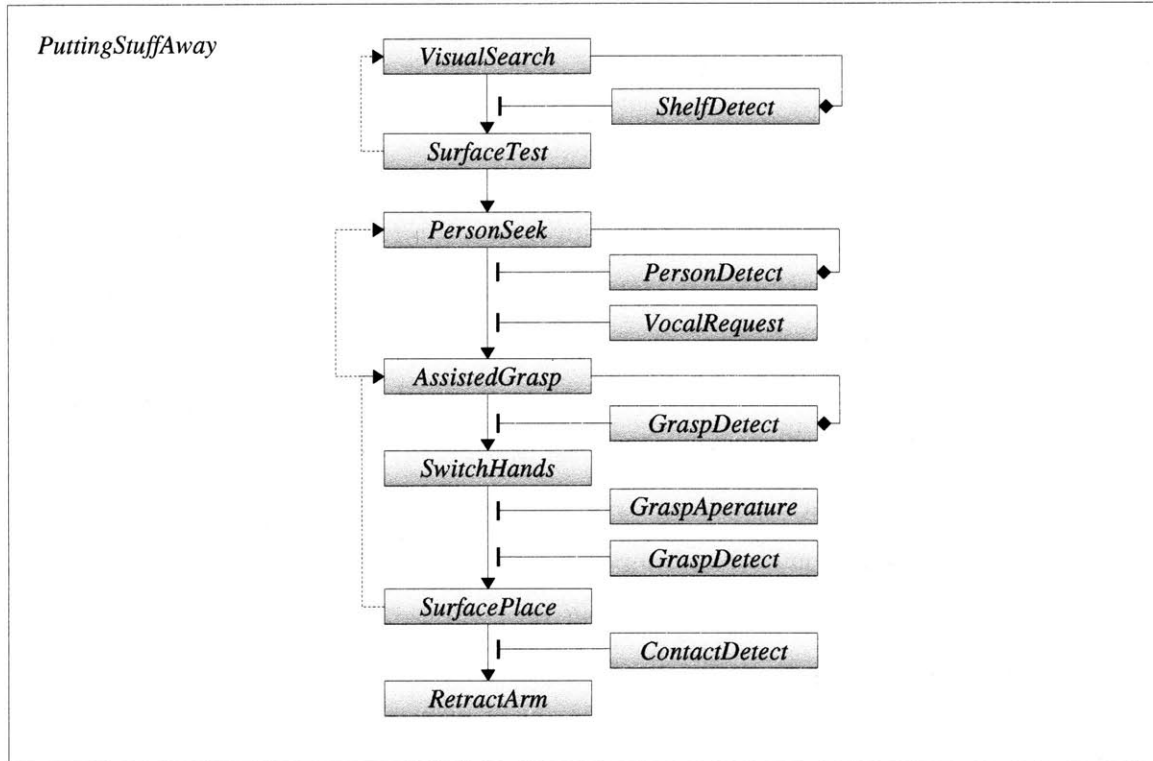 PuttingStuffAway
VisualSearch
ShelfDetect
SurfaceTest
PersonSeek
PersonDetect
VocalRequest
AssistedGrasp
GraspDetect
SwitchHands
GraspAperature
GraspDetect
SurfacePlace
ContactDetect
RetractArm